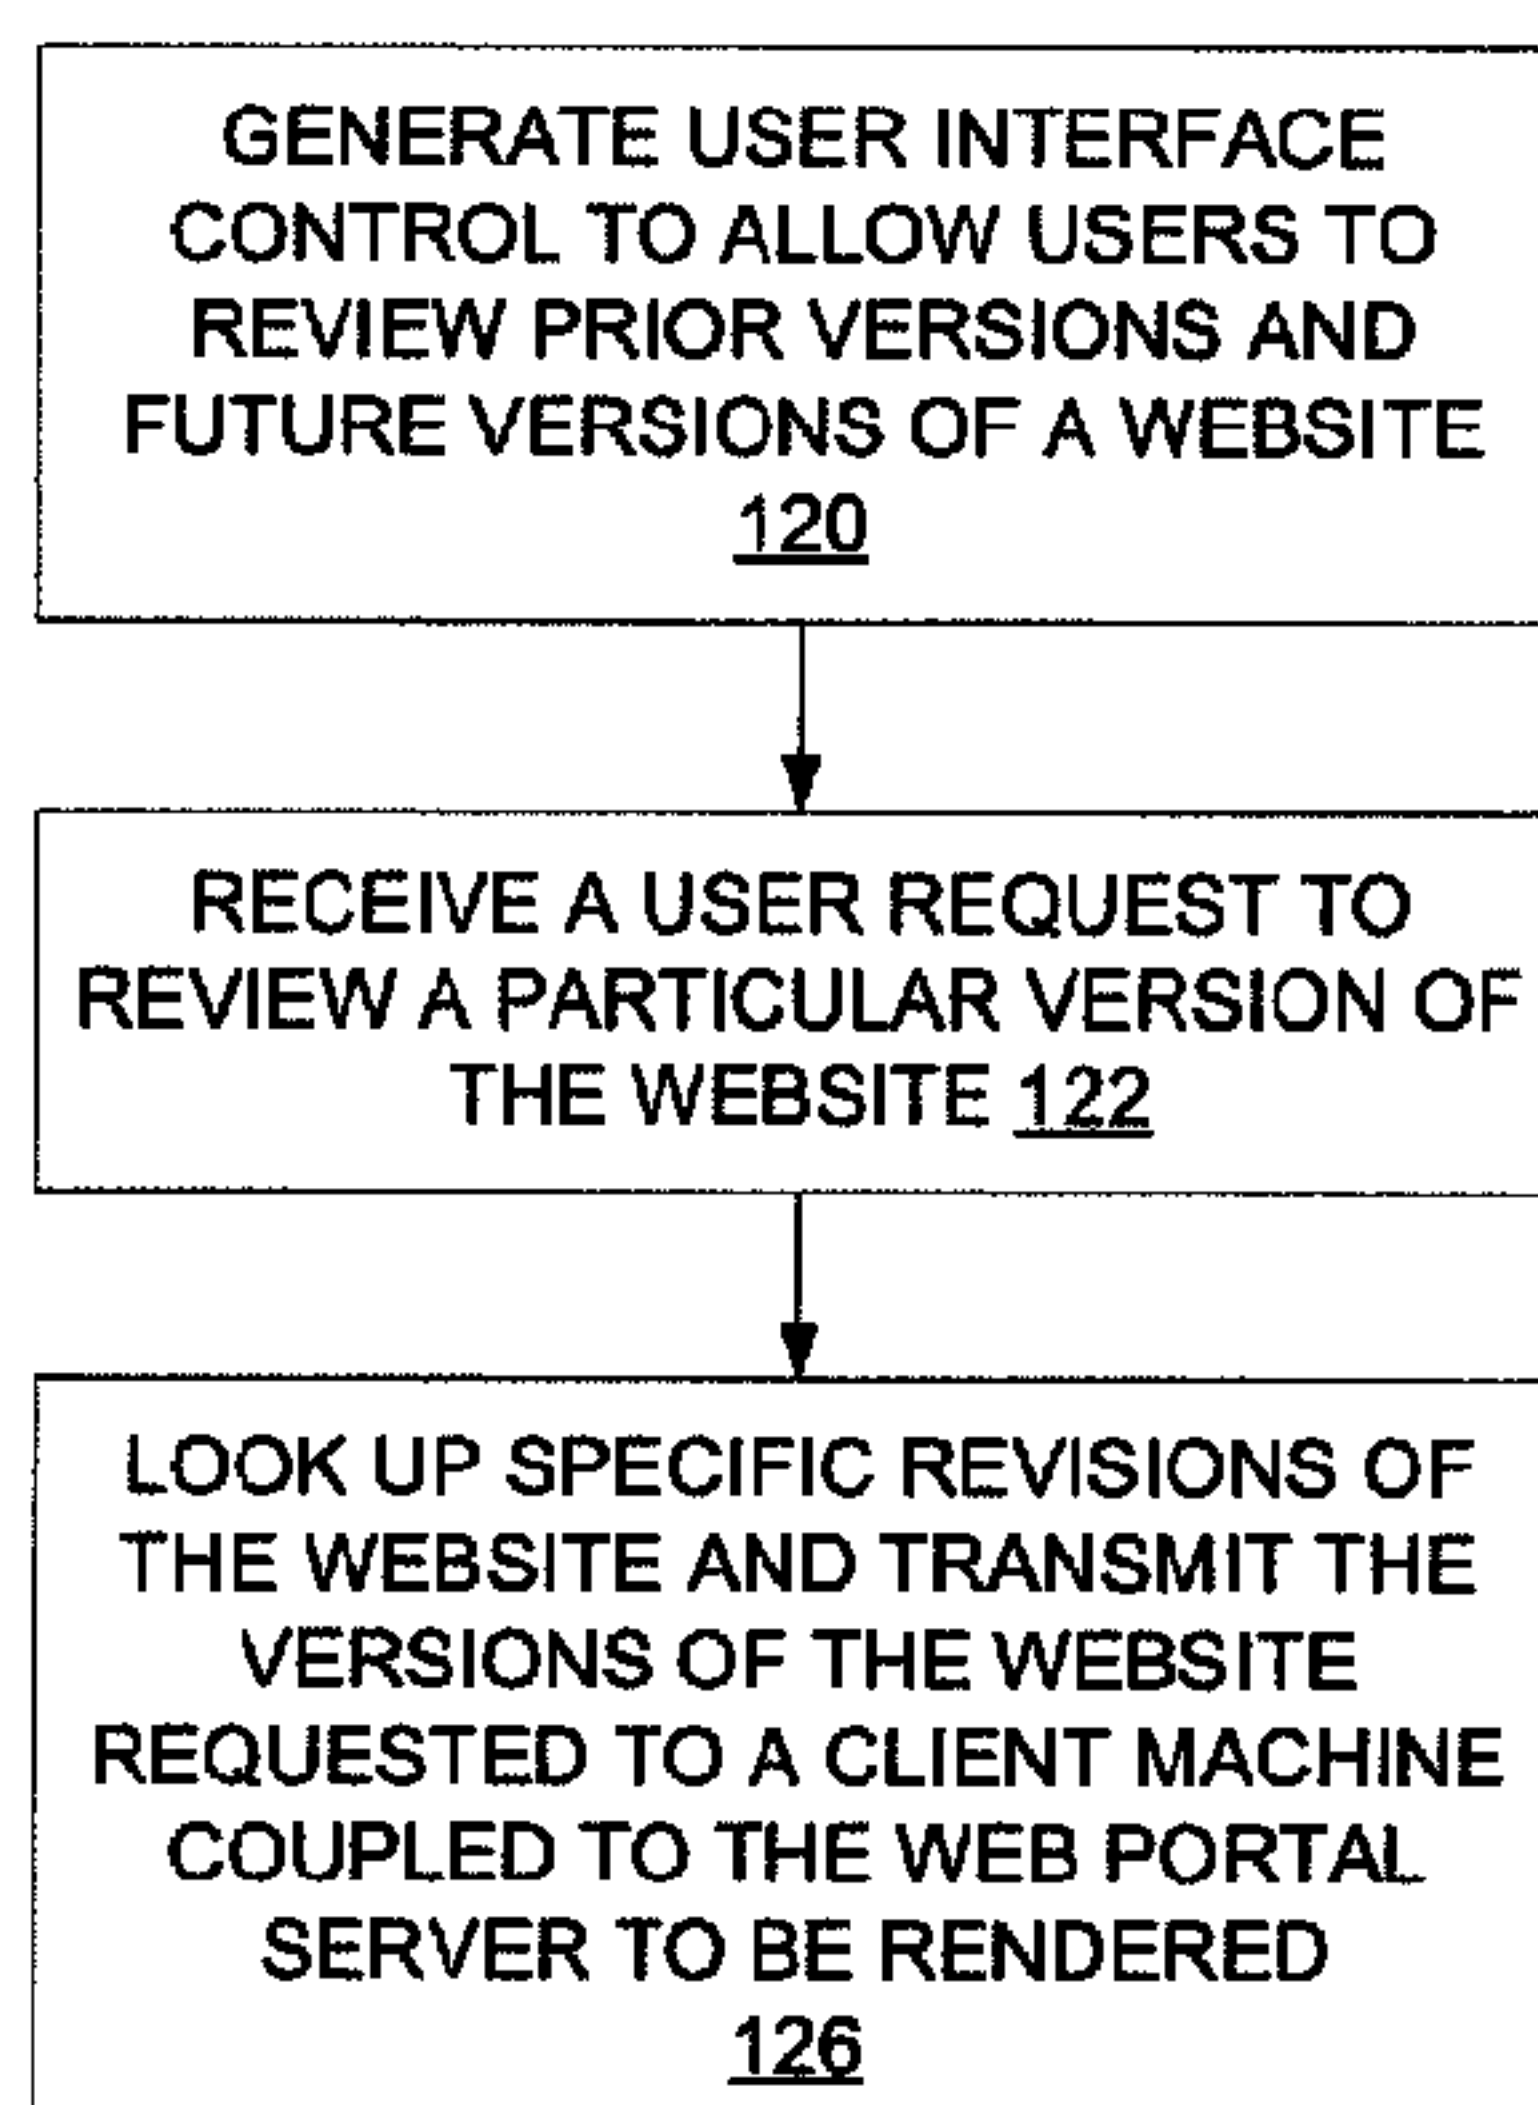 GENERATE USER INTERFACE
CONTROL TO ALLOW USERS TO
REVIEW PRIOR VERSIONS AND
FUTURE VERSIONS OF A WEBSITE
120
RECEIVE A USER REQUEST TO
REVIEW A PARTICULAR VERSION OF
THE WEBSITE 122
LOOK UP SPECIFIC REVISIONS OF
THE WEBSITE AND TRANSMIT THE
VERSIONS OF THE WEBSITE
REQUESTED TO A CLIENT MACHINE
COUPLED TO THE WEB PORTAL
SERVER TO BE RENDERED
126